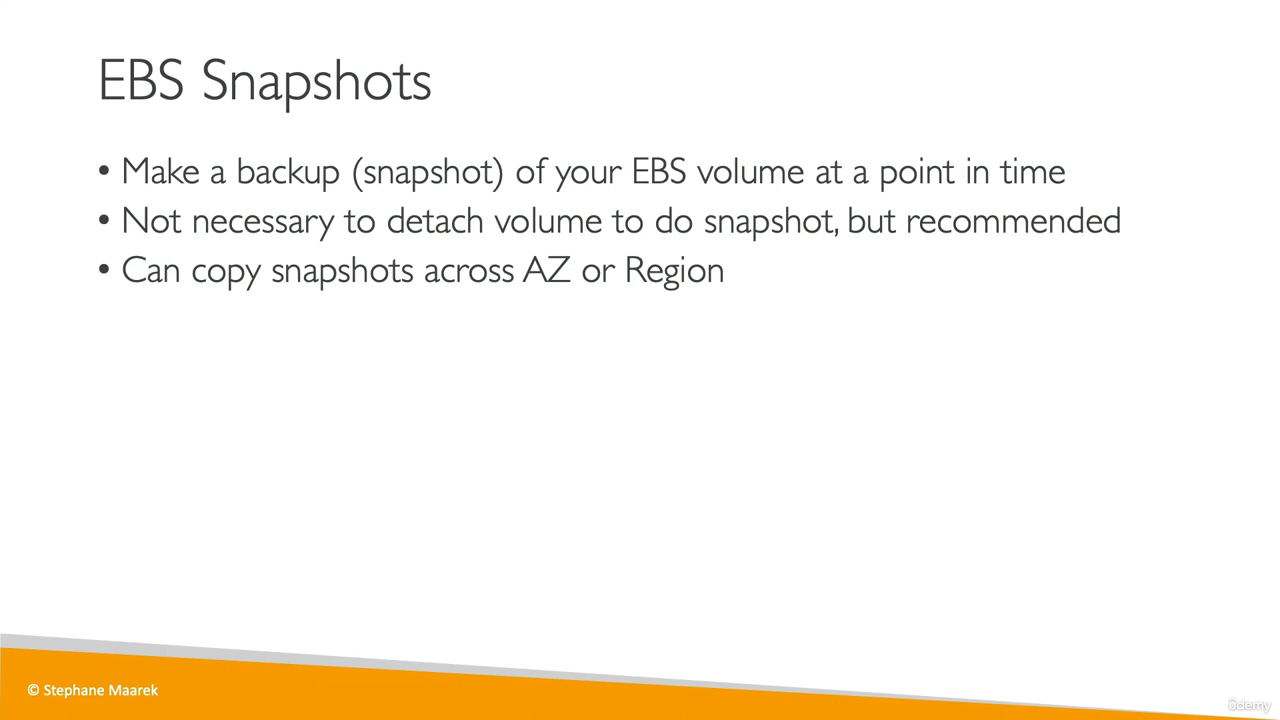 EBS Snapshots
• Make a backup (snapshot) of your EBS volume at a point in time
• Not necessary to detach volume to do snapshot, but recommended
• Can copy snapshots across AZ or Region
© Stephane Maarek
ûdemy